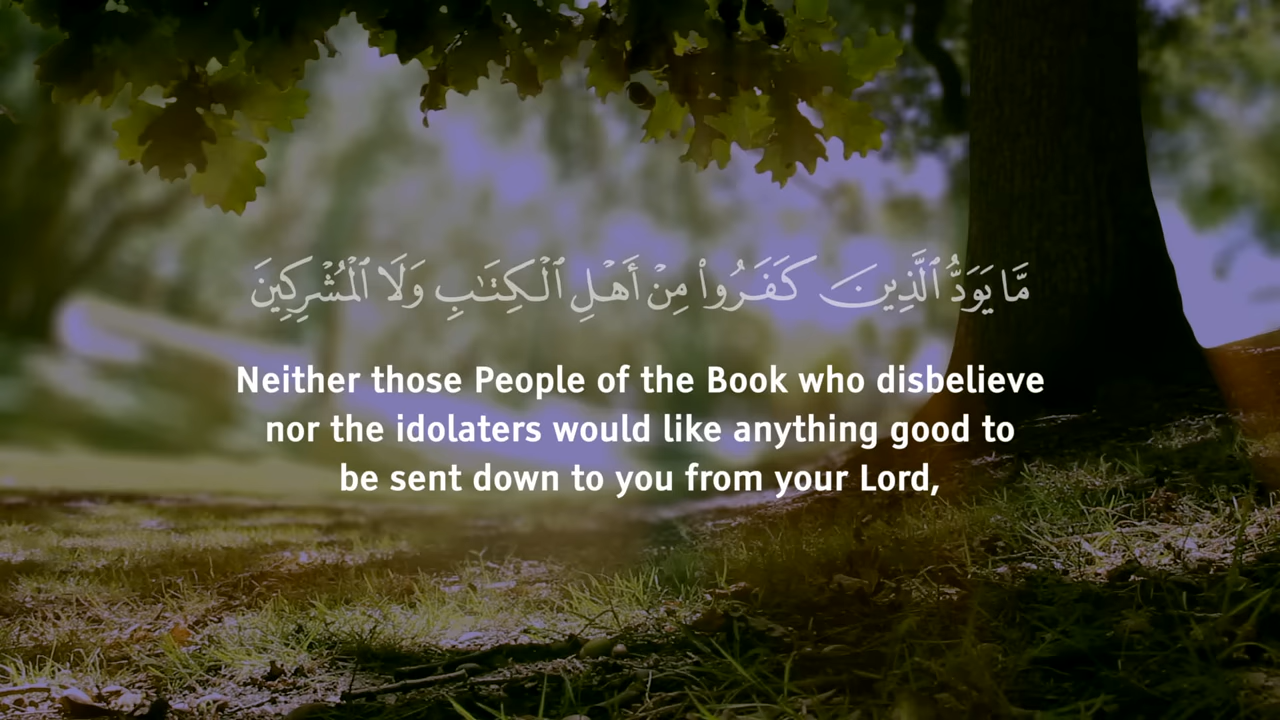 مَّا يَوَدُّ ٱلَّذِينَ كَفَرُوا۟ مِنْ أَهْلِ ٱلْكِتَـٰبِ وَلَا ٱلْمُشْرِكِينَ
Neither those People of the Book who disbelieve
nor the idolaters would like anything good to
be sent down to you from your Lord,